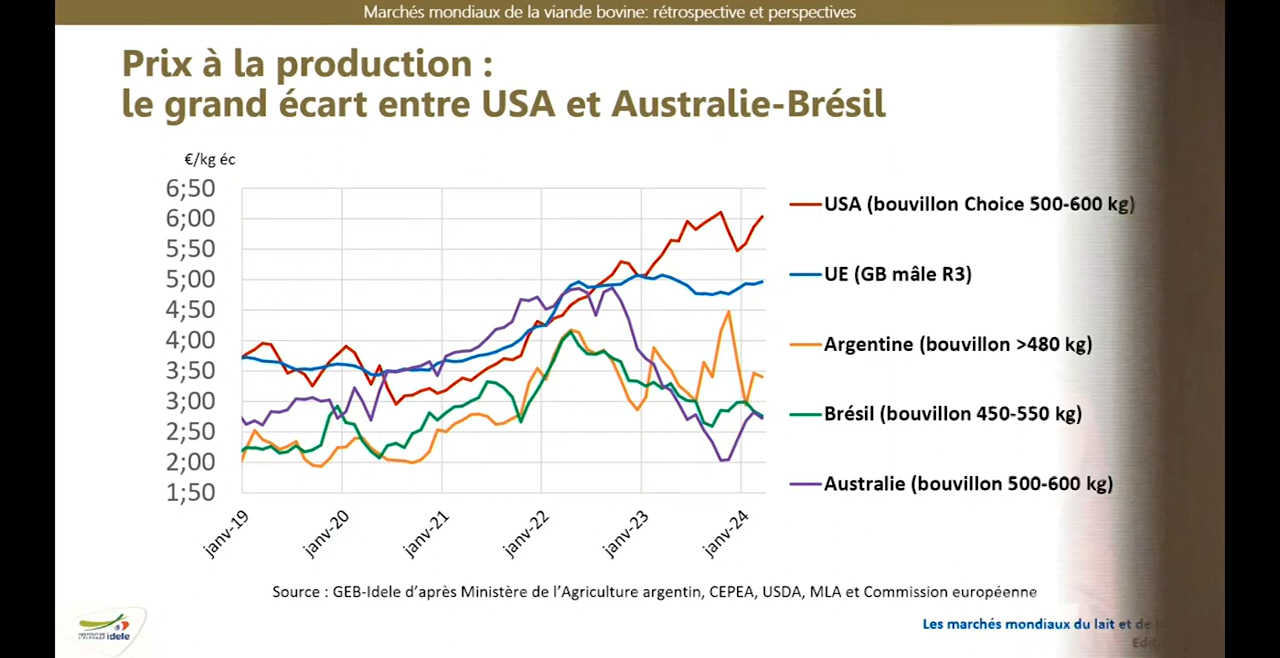 Marchés mondiaux de la viande bovine: rétrospective et perspectives
Prix à la production :
le grand écart entre USA et Australie-Brésil
€/kg éc
6;50
6;00
5;50
5;00
4;50
4;00
3;50
3;00
2;50
2;00
1;50
janv-19
janv-20
janv-21
janv-22
janv-23
janv-24
USA (bouvillon Choice 500-600 kg)
UE (GB mâle R3)
Argentine (bouvillon >480 kg)
Brésil (bouvillon 450-550 kg)
Australie (bouvillon 500-600 kg)
Source : GEB-Idele d'après Ministère de l'Agriculture argentin, CEPEA, USDA, MLA et Commission européenne
idele
Les marchés mondiaux du lait et de